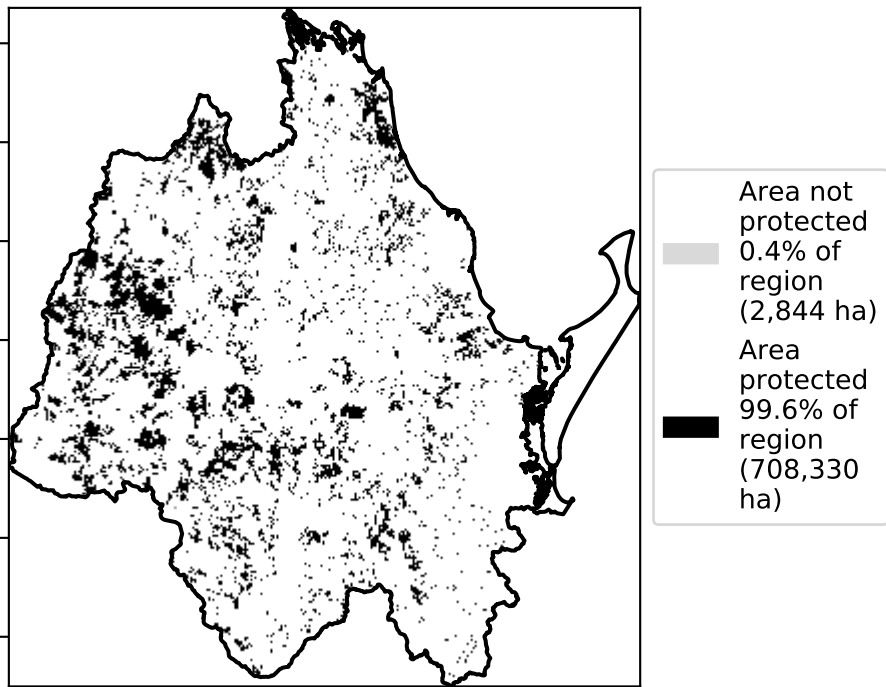 Area not
protected
0.4% of
region
(2,844 ha)
Area
protected
99.6% of
region
(708,330
ha)